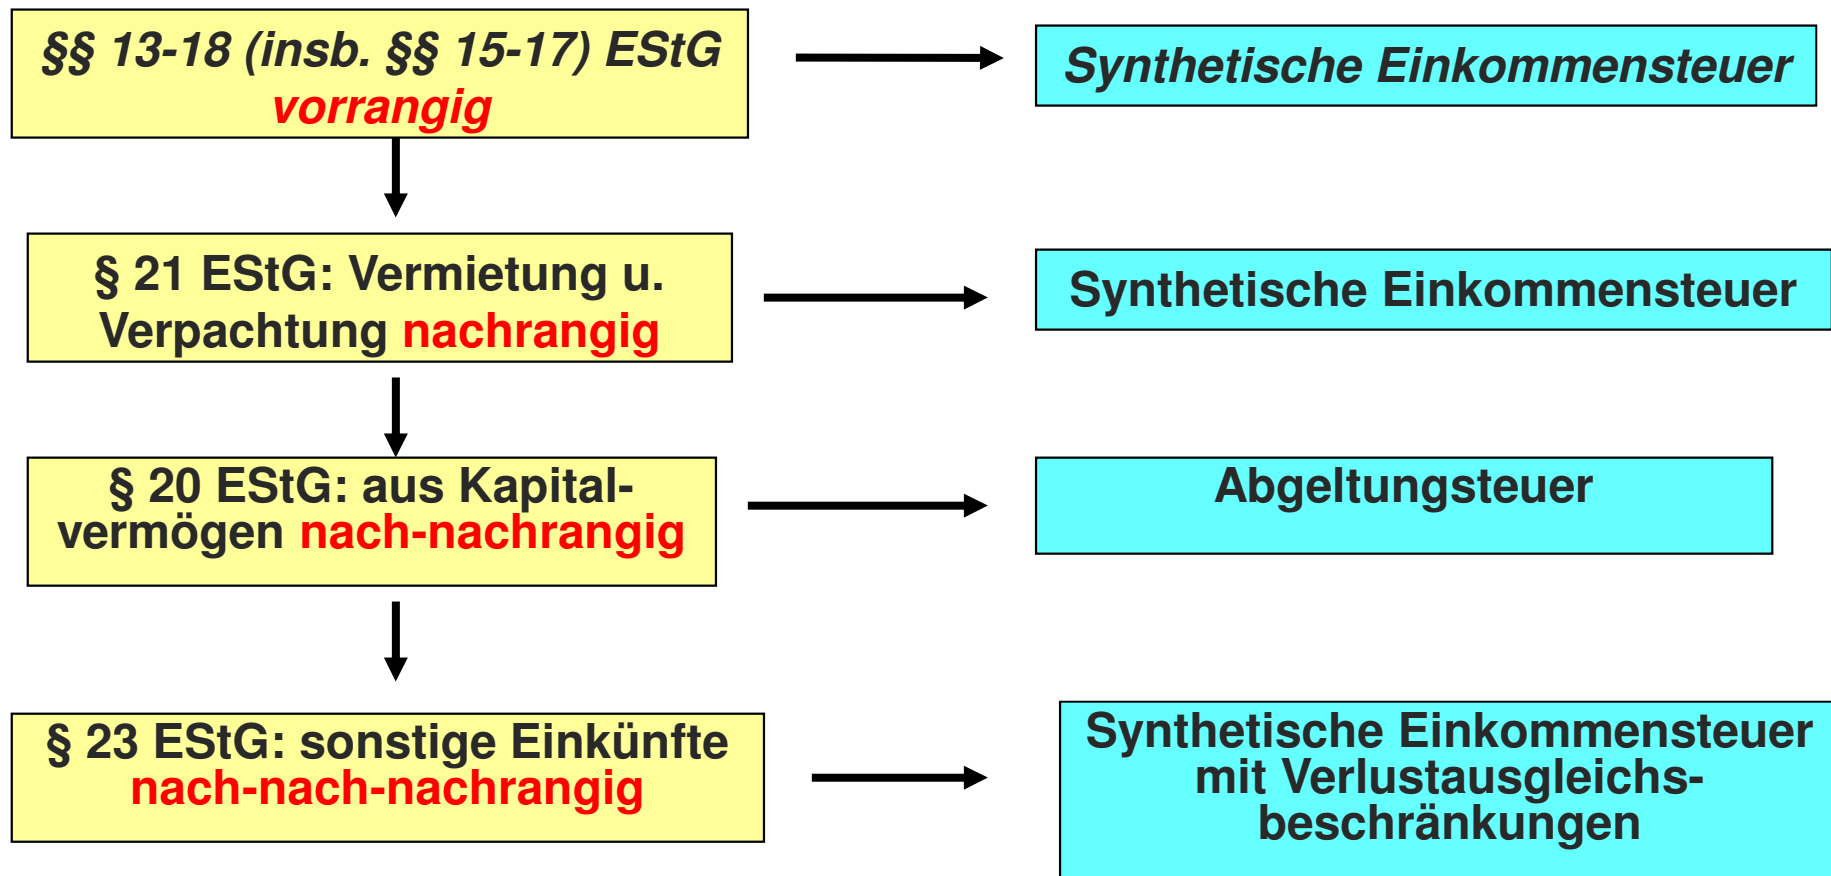 §§ 13-18 (insb. §§ 15-17) EStG
vorrangig
Synthetische Einkommensteuer
§ 21 EStG: Vermietung u.
Verpachtung nachrangig
Synthetische Einkommensteuer
§ 20 EStG: aus Kapital-
vermögen nach-nachrangig
Abgeltungsteuer
§ 23 EStG: sonstige Einkünfte
nach-nach-nachrangig
Synthetische Einkommensteuer
mit Verlustausgleichs-
beschränkungen